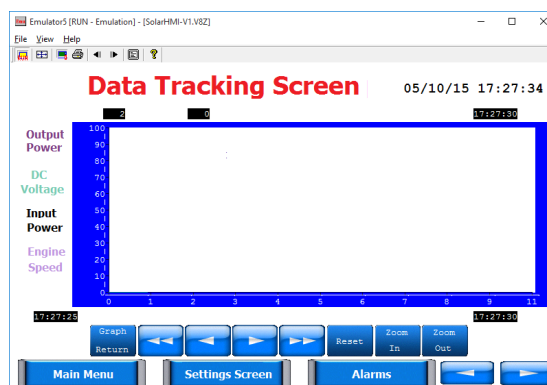 Emulator5 [RUN - Emulation] - [SolarHMI-V1.V8Z]
File View Help
Data Tracking Screen
05/10/15 17:27:34
2 0 17:27:30
Output
Power
DC
Voltage
Input
Power
Engine
Speed
100
90
80
70
60
50
40
30
20
10
0
0 1 2 3 4 5 6 7 8 9 10 11
17:27:25 17:27:30
Graph
Return
Reset
Zoom
In
Zoom
Out
Main Menu
Settings Screen
Alarms